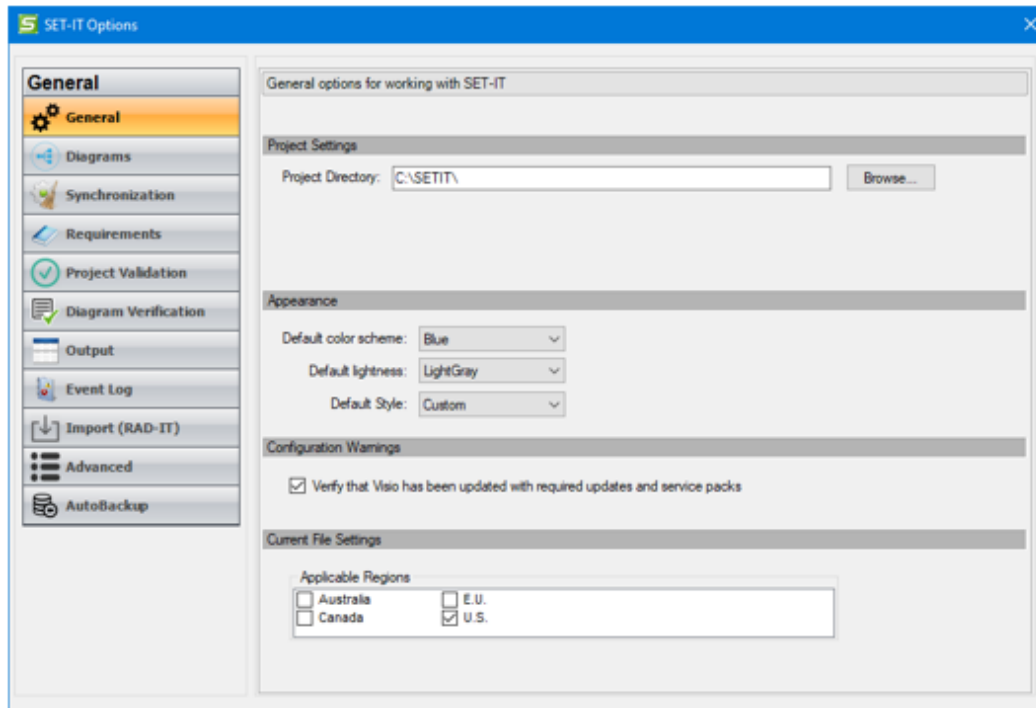 SET-IT Options
General
General
Diagrams
Synchronization
Requirements
Project Validation
Diagram Verification
Output
Event Log
Import (RAD-IT)
Advanced
AutoBackup
General options for working with SET-IT
Project Settings
Project Directory: C:\SETIT\ Browse...
Appearance
Default color scheme: Blue
Default lightness: LightGray
Default Style: Custom
Configuration Warnings
Verify that Visio has been updated with required updates and service packs
Current File Settings
Applicable Regions
Australia E.U.
Canada U.S.